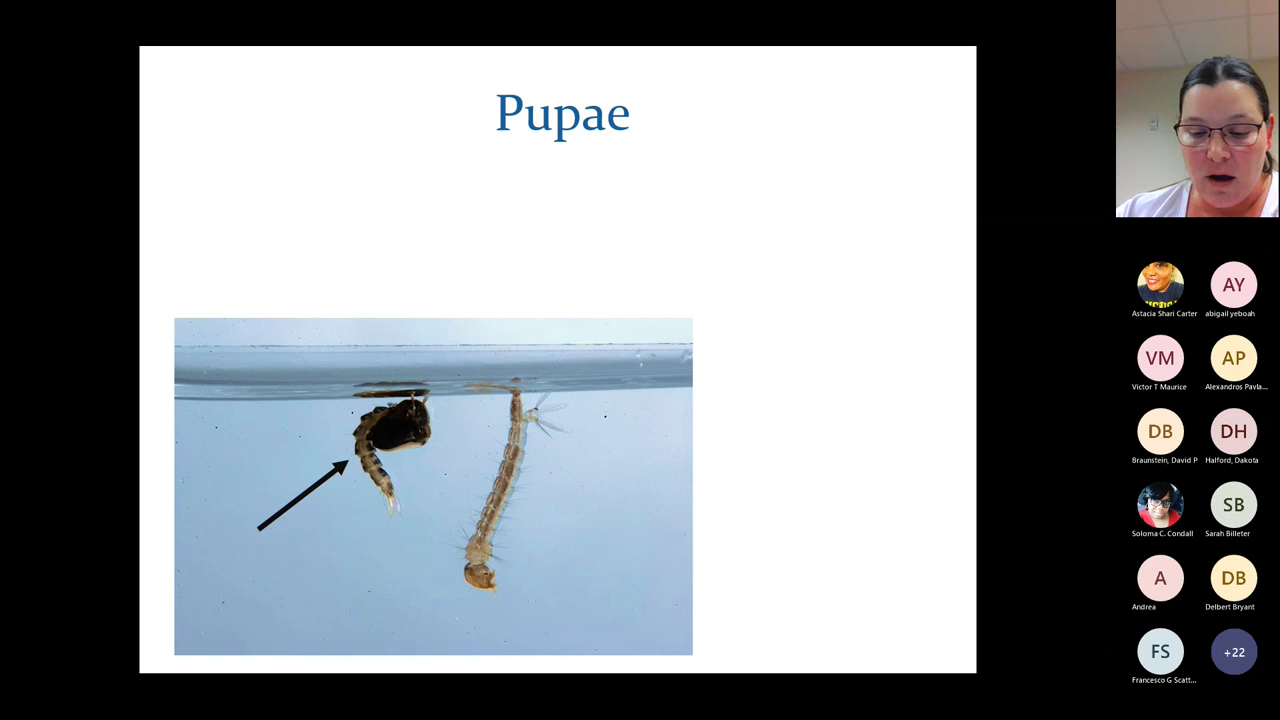 Pupae
Astacia Shari Carter
AY
abigail yeboah
VM
Victor T Maurice
AP
Alexandros Pavla...
DB
Braunstein, David P
DH
Halford, Dakota
Soloma C. Condall
SB
Sarah Billeter
A
Andrea
DB
Delbert Bryant
FS
Francesco G Scatt...
+22